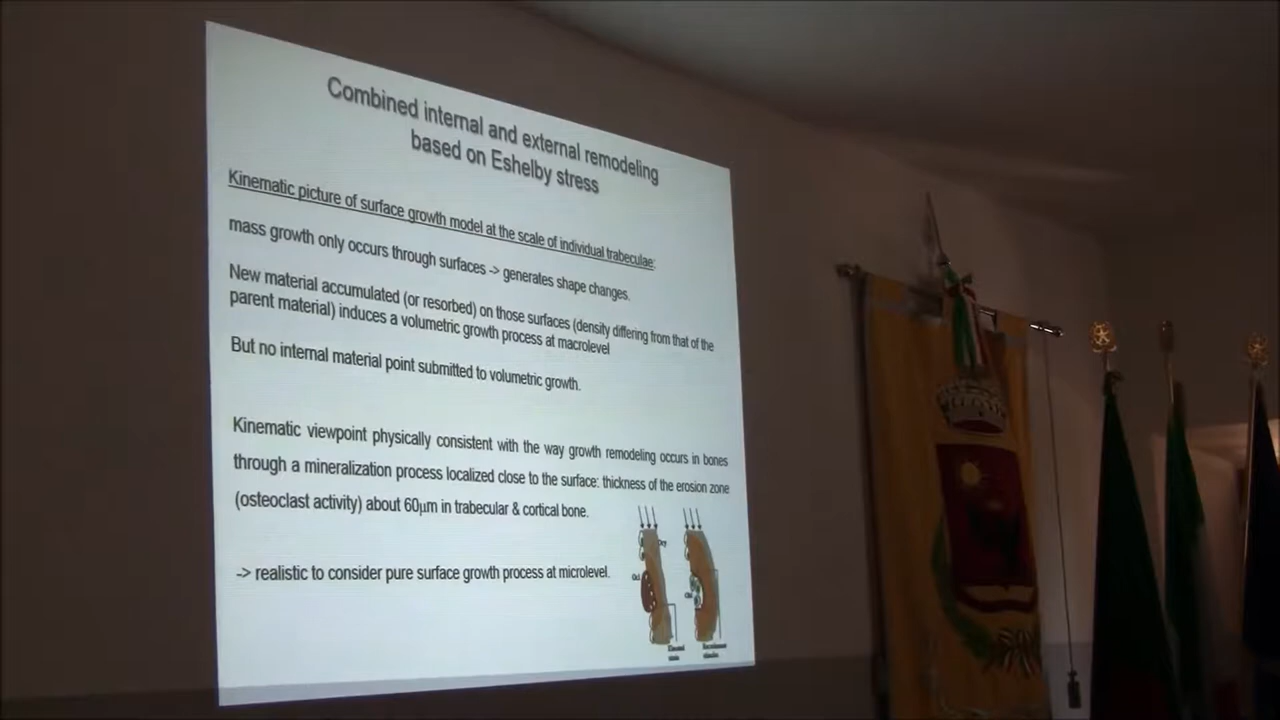 Combined internal and external remodeling
based on Eshelby stress
Kinematic picture of surface growth model at the scale of individual trabeculae:
mass growth only occurs through surfaces -> generates shape changes.
New material accumulated (or resorbed) on those surfaces (density differing from that of the
parent material) induces a volumetric growth process at macrolevel
But no internal material point submitted to volumetric growth.
Kinematic viewpoint physically consistent with the way growth remodeling occurs in bones
through a mineralization process localized close to the surface: thickness of the erosion zone
(osteoclast activity) about 60μm in trabecular & cortical bone.
-> realistic to consider pure surface growth process at microlevel.